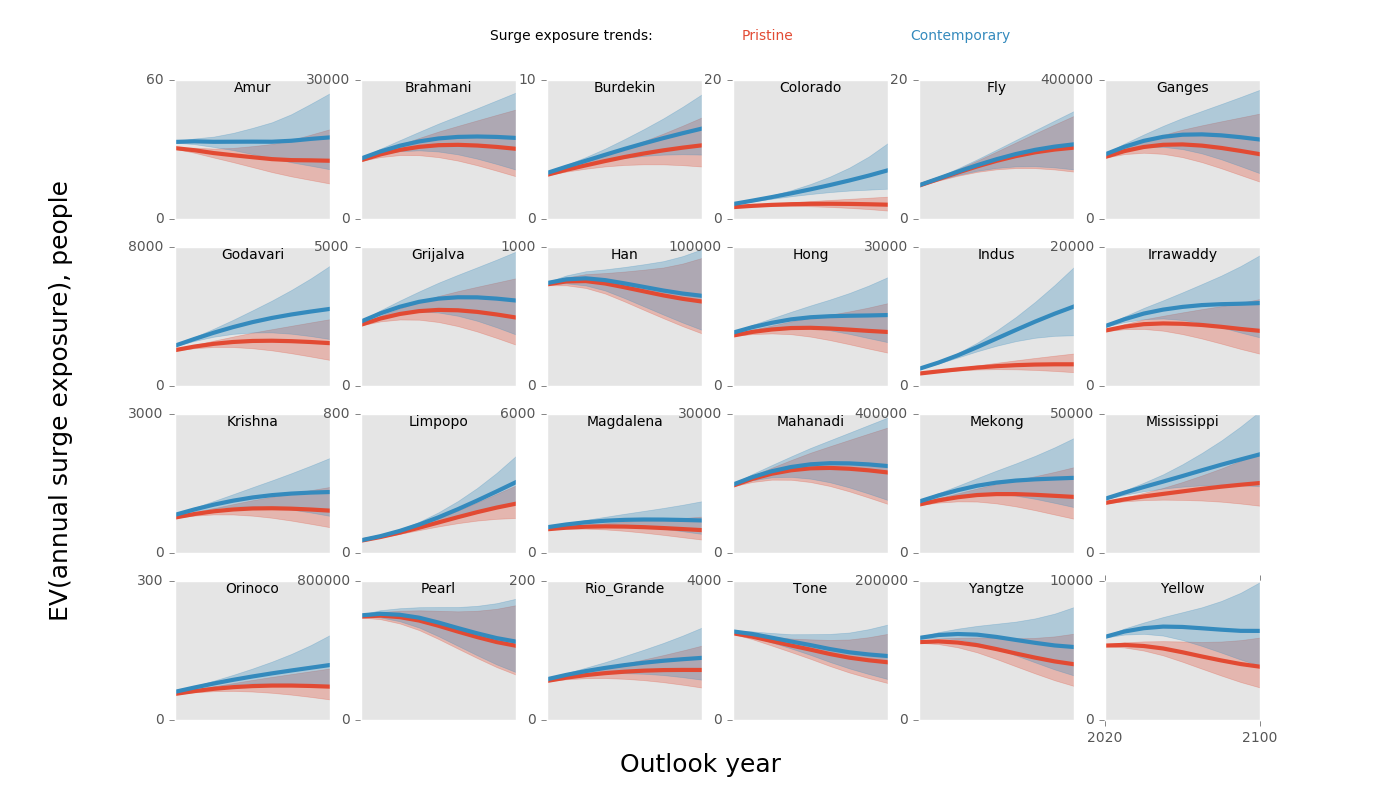 Surge exposure trends: Pristine Contemporary
60 Amur 0
30000 Brahmani 0
10 Burdekin 0
20 Colorado 0
20 Fly 0
400000 Ganges 0
8000 Godavari 0
5000 Grijalva 0
1000 Han 0
100000 Hong 0
30000 Indus 0
20000 Irrawaddy 0
3000 Krishna 0
800 Limpopo 0
6000 Magdalena 0
30000 Mahanadi 0
400000 Mekong 0
50000 Mississippi 0
300 Orinoco 0
800000 Pearl 0
200 Rio_Grande 0
4000 Tone 0
200000 Yangtze 0
10000 Yellow 0
2020 2100
EV(annual surge exposure), people
Outlook year